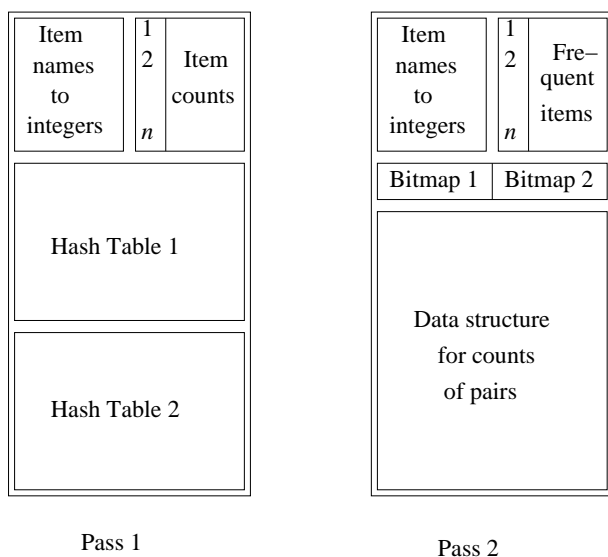 Item
names
to
integers
1
2
n
Item
counts
Hash Table 1
Hash Table 2
Pass 1
Item
names
to
integers
1
2
n
Fre–
quent
items
Bitmap 1
Bitmap 2
Data structure
for counts
of pairs
Pass 2